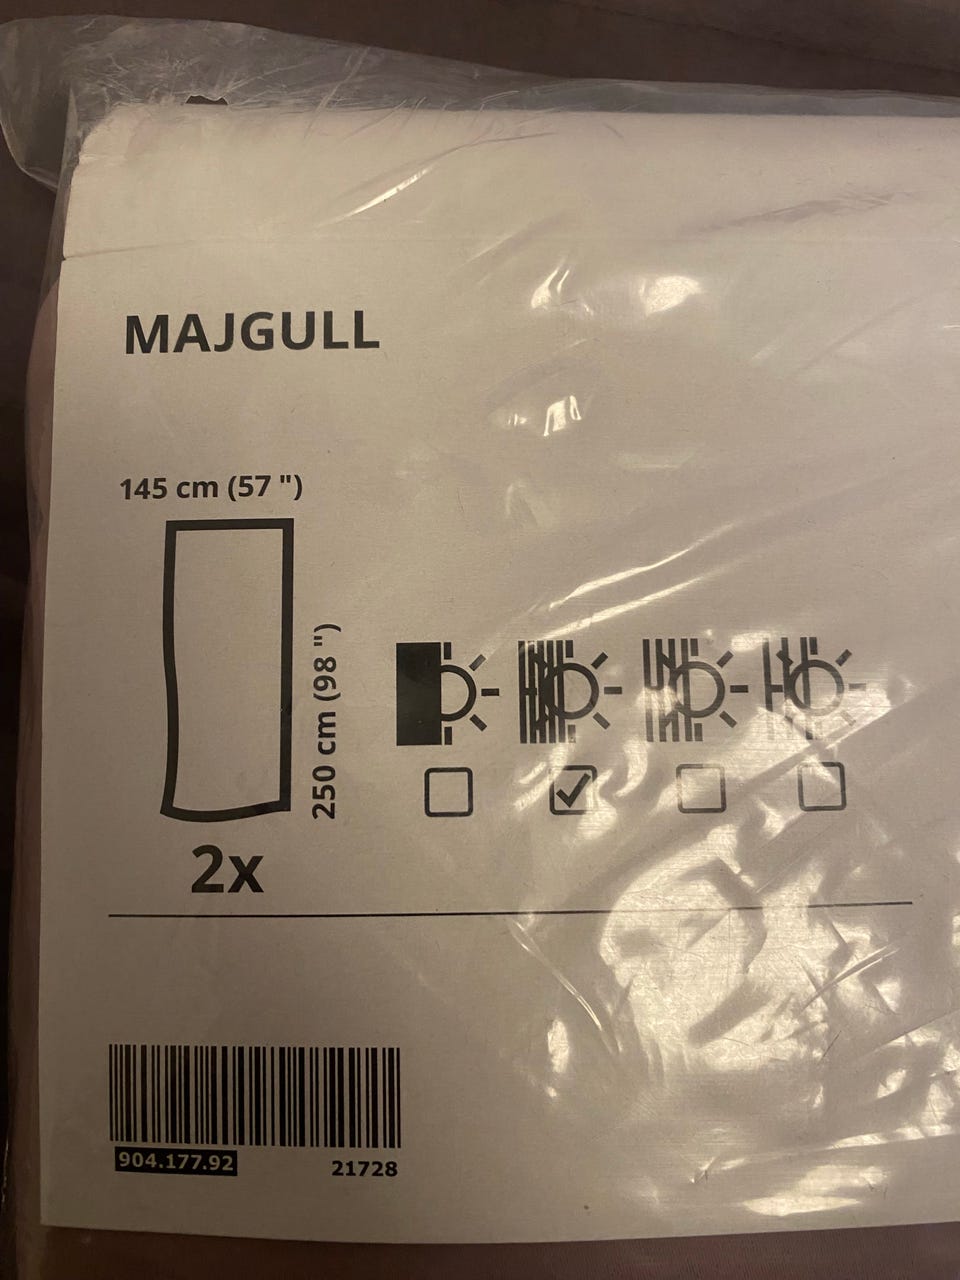 MAJGULL
145 cm (57 ")
250 cm (98 ")
2x
904.177.92
21728